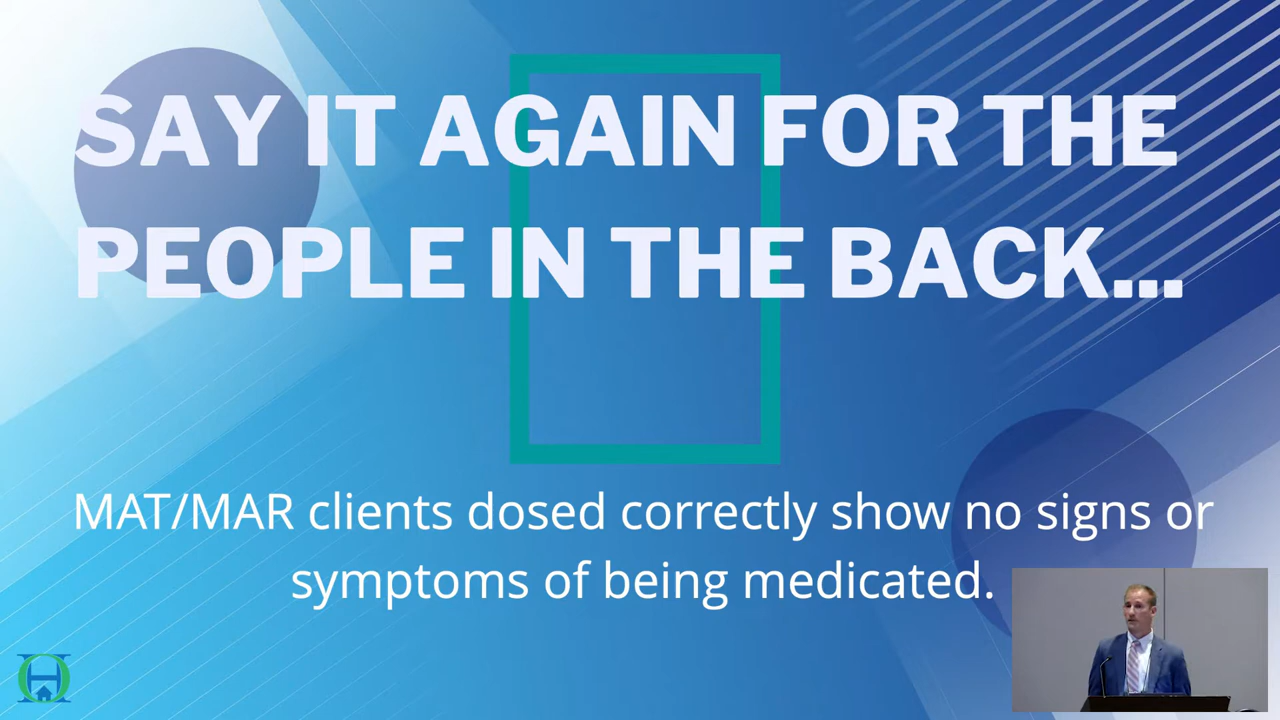 SAY IT AGAIN FOR THE
PEOPLE IN THE BACK...
MAT/MAR clients dosed correctly show no signs or
symptoms of being medicated.